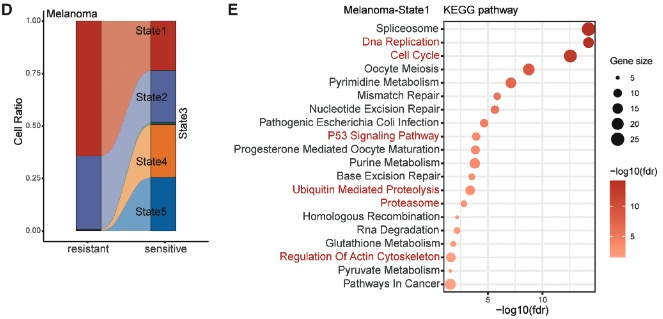 D
Melanoma
Cell Ratio
1.00
0.75
0.50
0.25
0.00
State1
State2
State3
State4
State5
resistant
sensitive
E
Melanoma-State1 KEGG pathway
Spliceosome
Dna Replication
Cell Cycle
Oocyte Meiosis
Pyrimidine Metabolism
Mismatch Repair
Nucleotide Excision Repair
Pathogenic Escherichia Coli Infection
P53 Signaling Pathway
Progesterone Mediated Oocyte Maturation
Purine Metabolism
Base Excision Repair
Ubiquitin Mediated Proteolysis
Proteasome
Homologous Recombination
Rna Degradation
Glutathione Metabolism
Regulation Of Actin Cytoskeleton
Pyruvate Metabolism
Pathways In Cancer
5
10
−log10(fdr)
Gene size
5
10
15
20
25
−log10(fdr)
10
5